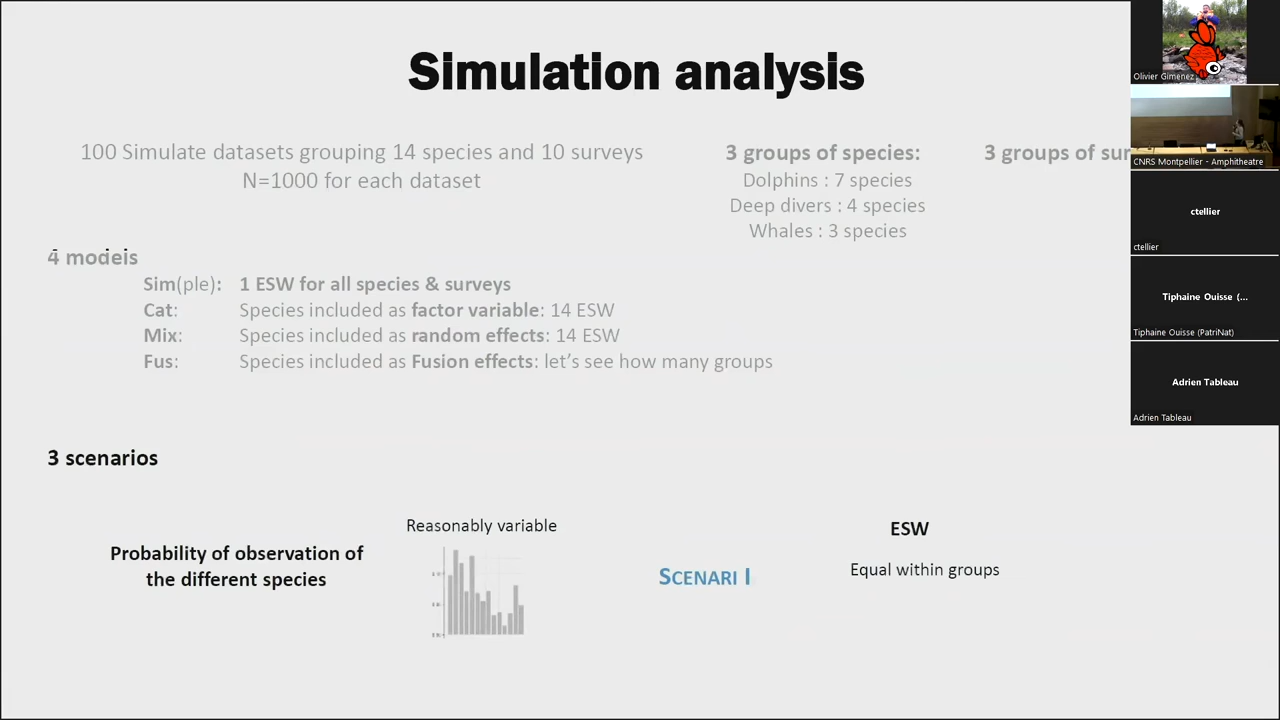 Simulation analysis
100 Simulate datasets grouping 14 species and 10 surveys
N=1000 for each dataset
3 groups of species:
Dolphins : 7 species
Deep divers : 4 species
Whales : 3 species
3 groups of sur
4 models
Sim(ple): 1 ESW for all species & surveys
Cat: Species included as factor variable: 14 ESW
Mix: Species included as random effects: 14 ESW
Fus: Species included as Fusion effects: let's see how many groups
3 scenarios
Probability of observation of
the different species
Reasonably variable
SCENARI I
ESW
Equal within groups
Olivier Gimenez
CNRS Montpellier - Amphitheatre
ctellier
ctellier
Tiphaine Ouisse (...
Tiphaine Ouisse (PatriNat)
Adrien Tableau
Adrien Tableau